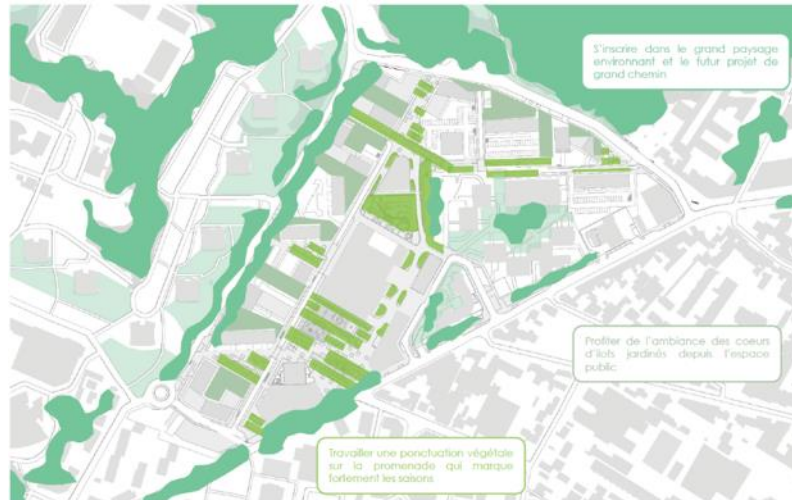 S'inscrire dans le grand paysage
environnant et le futur projet de
grand chemin
Profiter de l'ambiance des coeurs
d'îlots jardinés depuis l'espace
public
Travailler une ponctuation végétale
sur la promenade qui marque
fortement les saisons